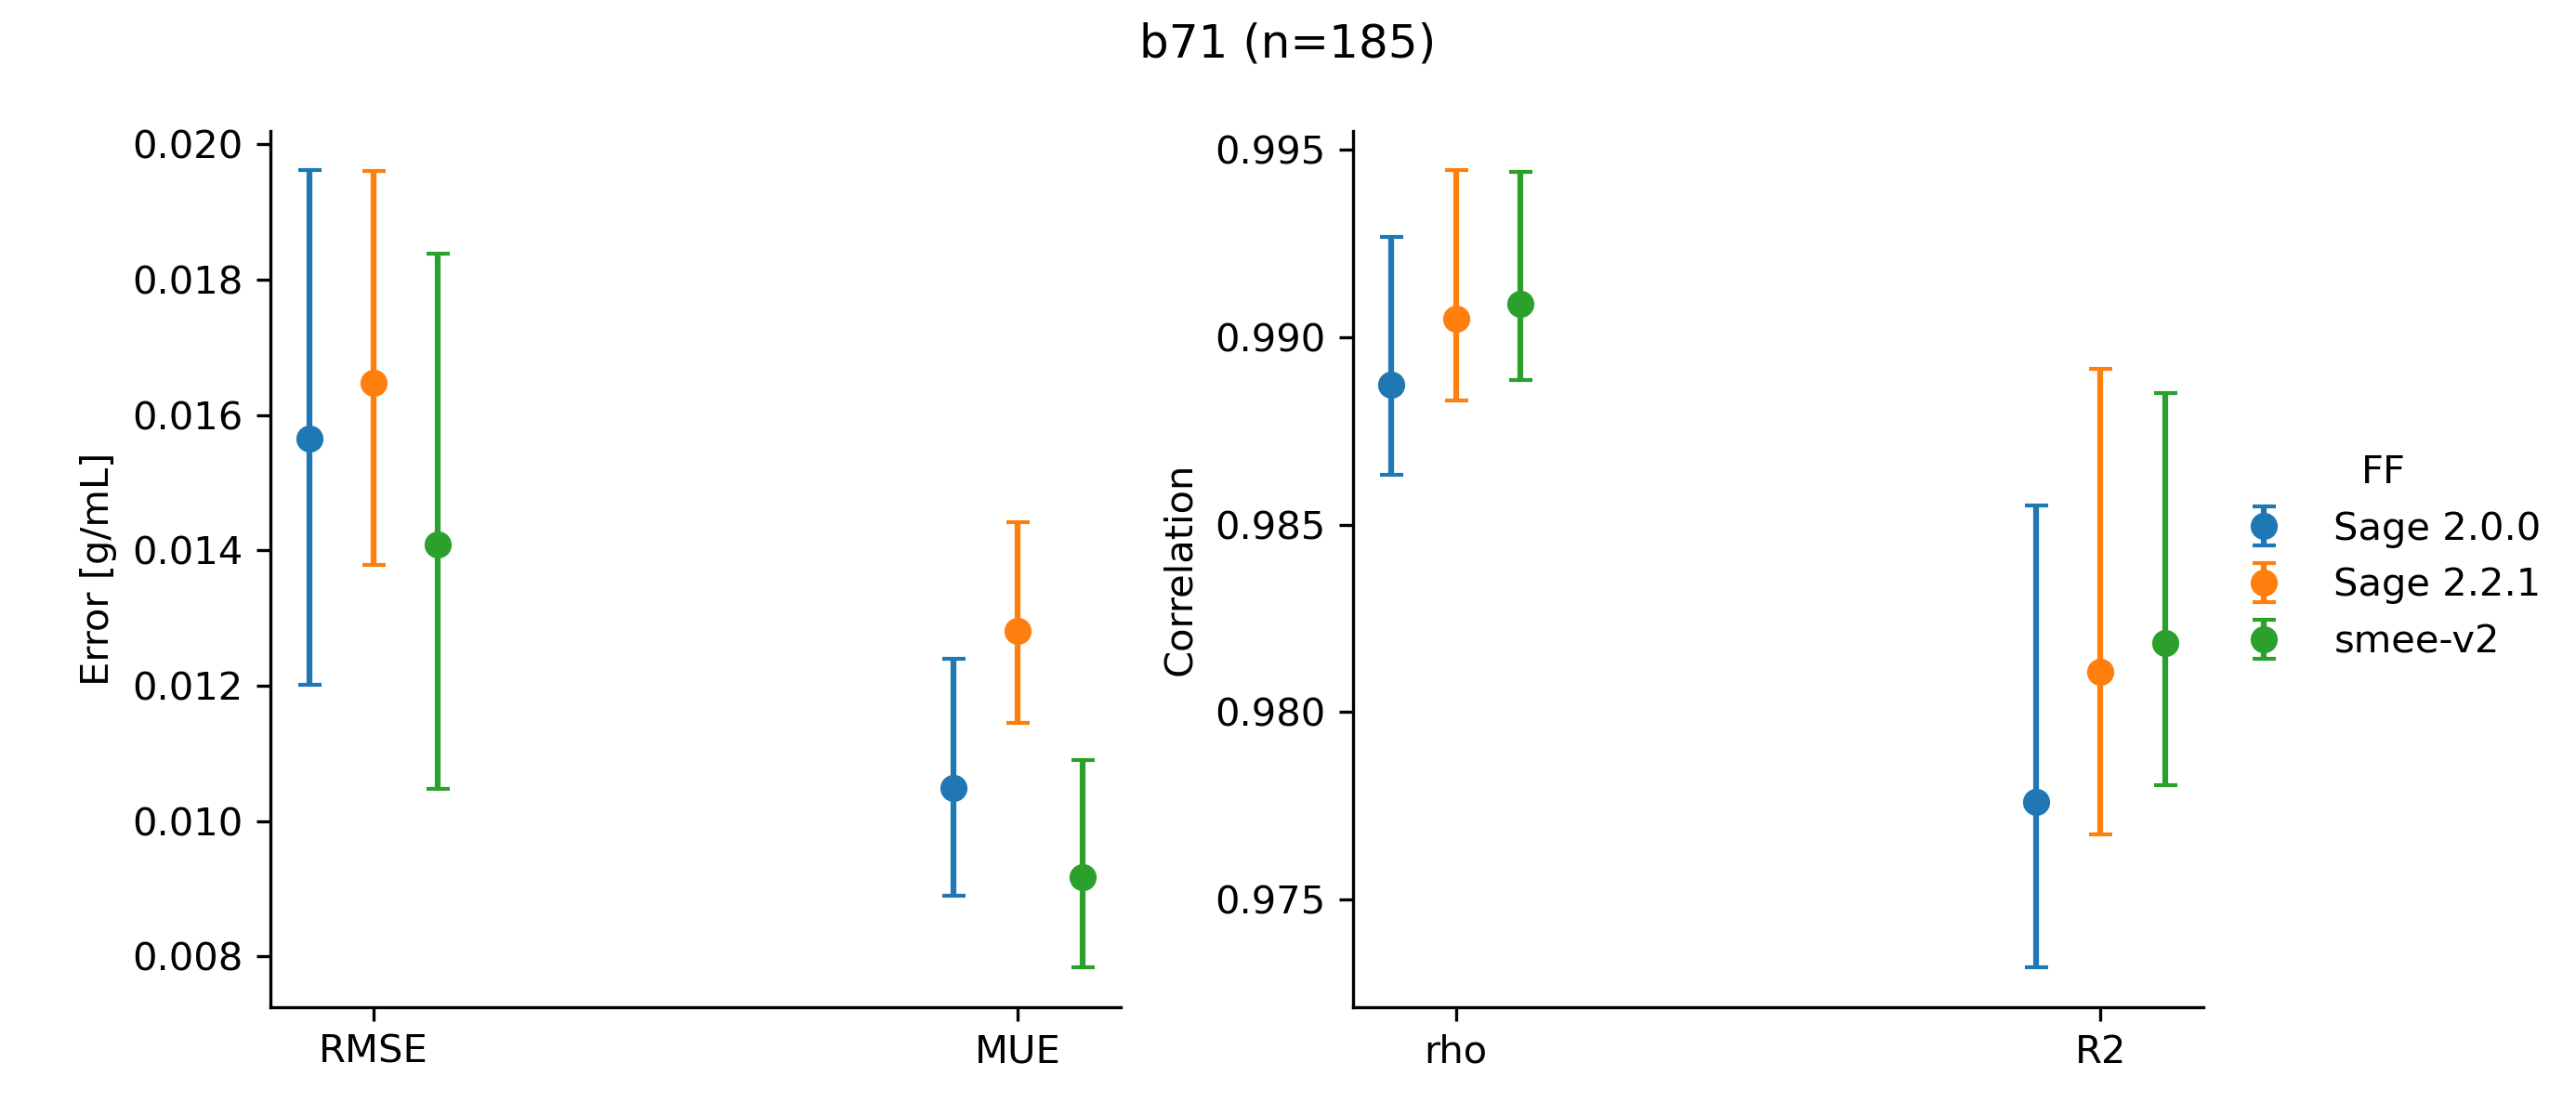 b71 (n=185)
0.020
0.018
0.016
0.014
0.012
0.010
0.008
Error [g/mL]
RMSE
MUE
0.995
0.990
0.985
0.980
0.975
Correlation
rho
R2
FF
Sage 2.0.0
Sage 2.2.1
smee-v2